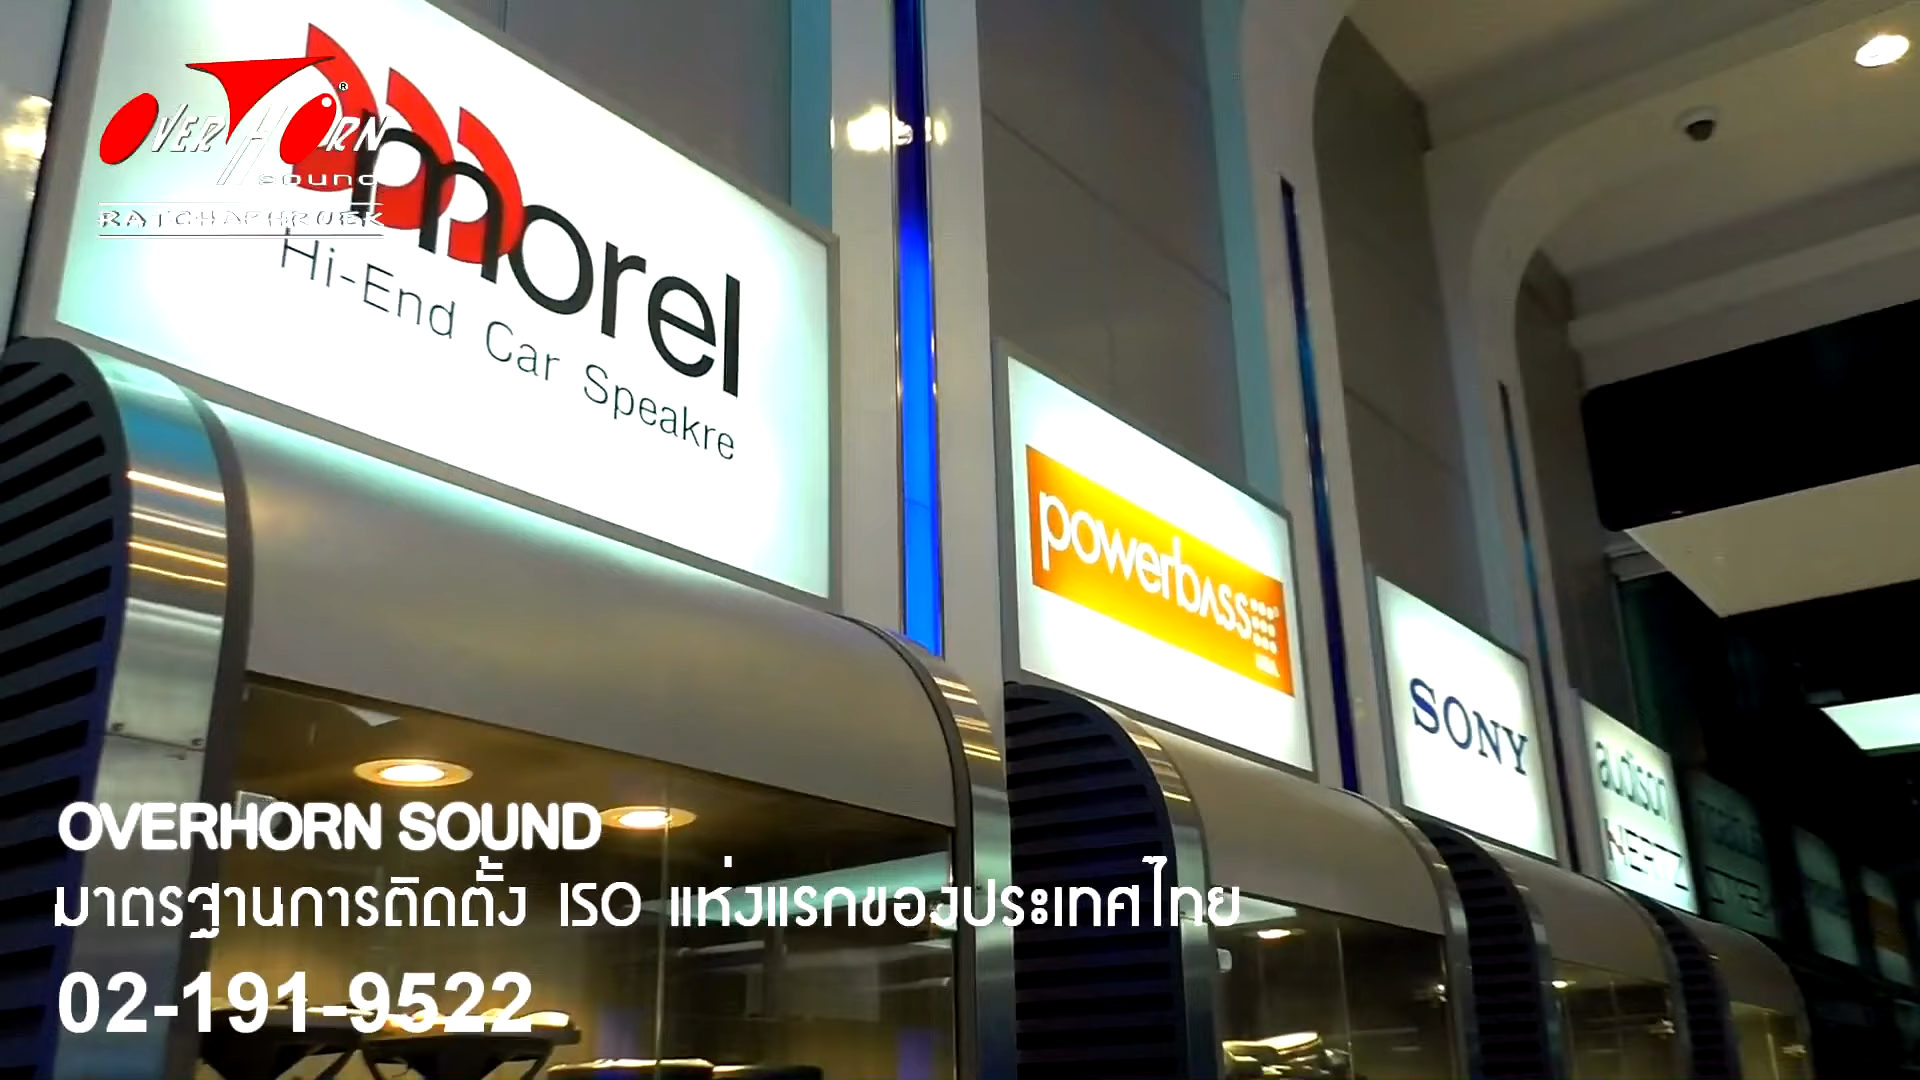 OVERHORN
sound
RATCHAPHRUEK
morel
Hi-End Car Speakre
powerbass
USA
SONY
audison
HERTZ
OVERHORN SOUND
มาตรฐานการติดตั้ง ISO แห่งแรกของประเทศไทย
02-191-9522